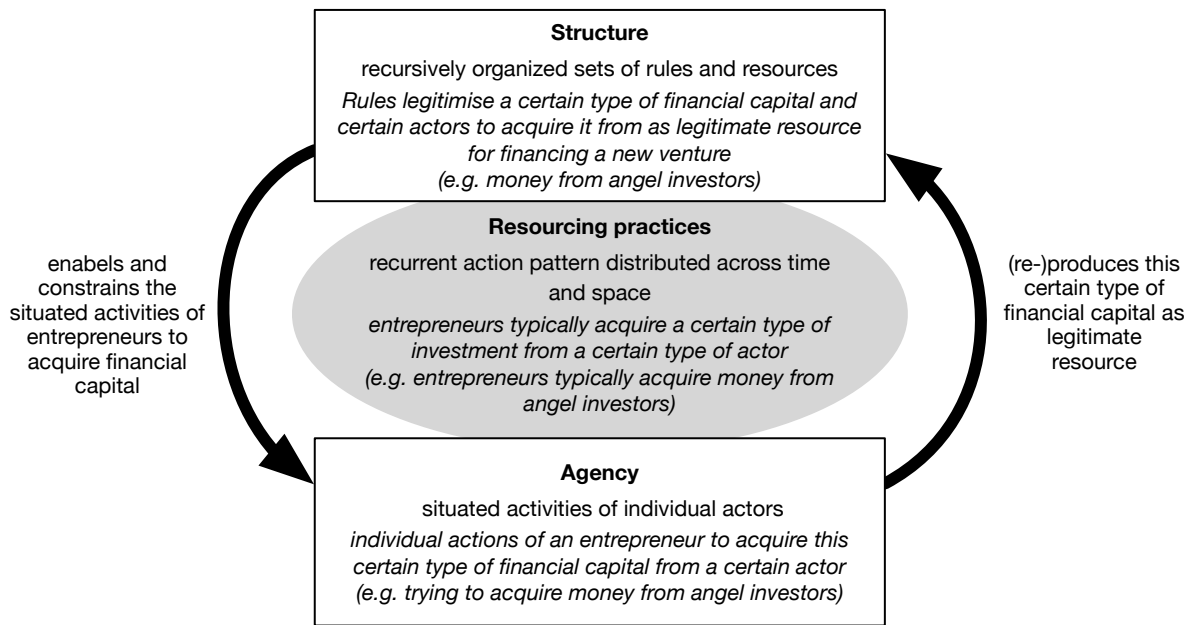 Structure
recursively organized sets of rules and resources
Rules legitimise a certain type of financial capital and
certain actors to acquire it from as legitimate resource
for financing a new venture
(e.g. money from angel investors)
Resourcing practices
recurrent action pattern distributed across time
and space
entrepreneurs typically acquire a certain type of
investment from a certain type of actor
(e.g. entrepreneurs typically acquire money from
angel investors)
enabels and
constrains the
situated activities of
entrepreneurs to
acquire financial
capital
(re-)produces this
certain type of
financial capital as
legitimate
resource
Agency
situated activities of individual actors
individual actions of an entrepreneur to acquire this
certain type of financial capital from a certain actor
(e.g. trying to acquire money from angel investors)